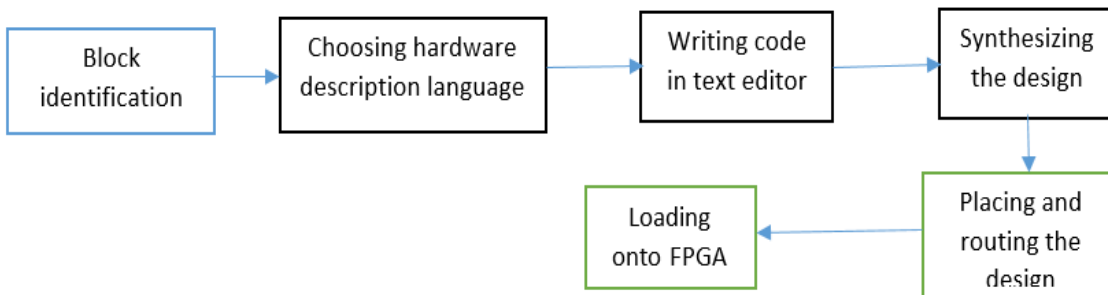 Block
identification
Choosing hardware
description language
Writing code
in text editor
Synthesizing
the design
Placing and
routing the
design
Loading
onto FPGA